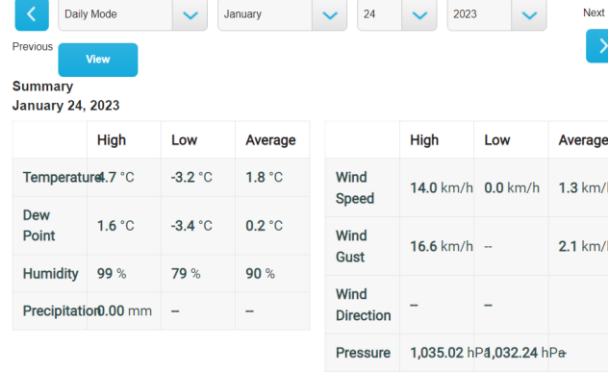 Daily Mode January 24 2023 Next
Previous
View
Summary
January 24, 2023
High Low Average
Temperature 4.7 °C -3.2 °C 1.8 °C
Dew Point 1.6 °C -3.4 °C 0.2 °C
Humidity 99 % 79 % 90 %
Precipitation 0.00 mm -- --
High Low Average
Wind Speed 14.0 km/h 0.0 km/h 1.3 km/h
Wind Gust 16.6 km/h -- 2.1 km/h
Wind Direction -- --
Pressure 1,035.02 hPa 1,032.24 hPa --